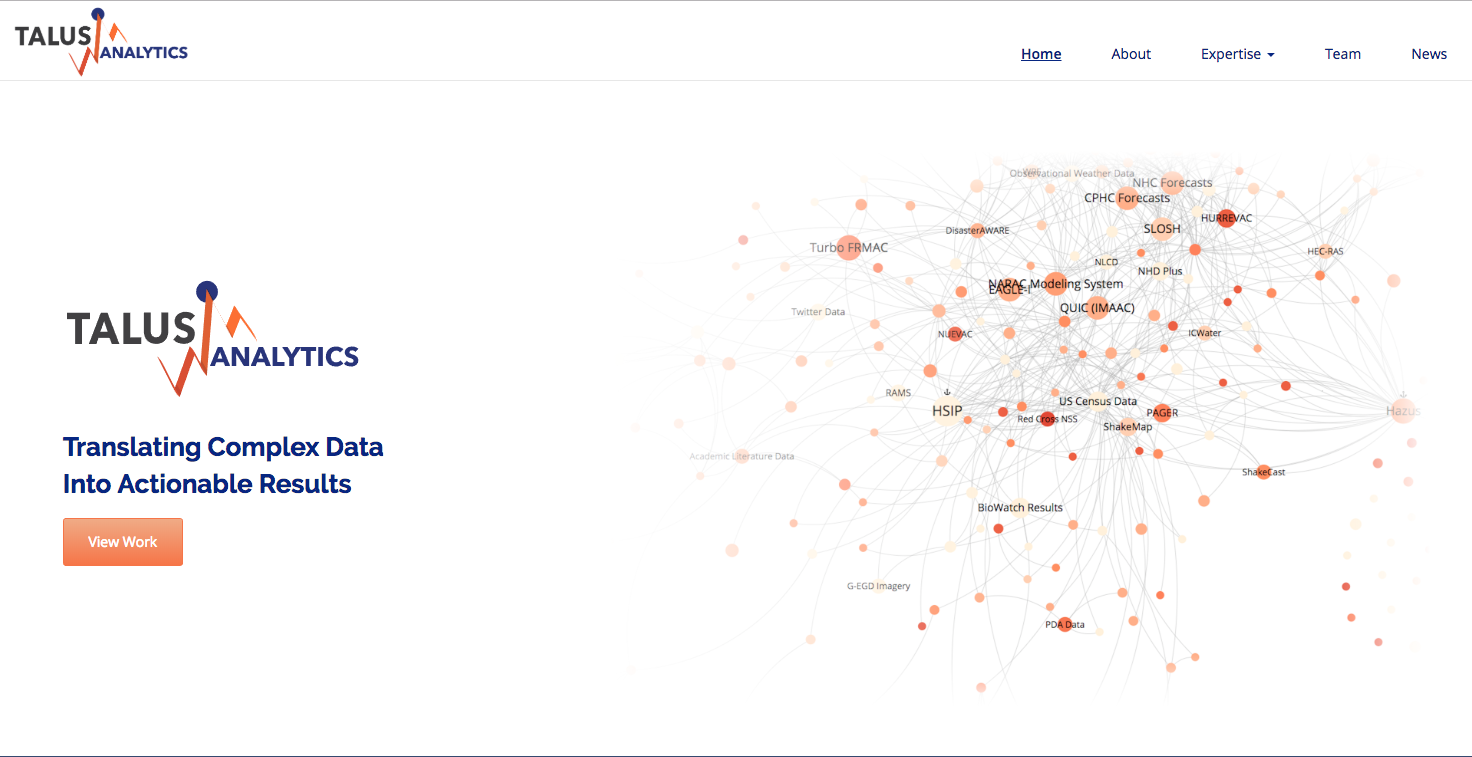 TALUS
ANALYTICS
Home About Expertise Team News
Observational Weather Data
NHC Forecasts
CPHC Forecasts
HURREVAC
SLOSH
DisasterAWARE
Turbo FRMAC
HEC-RAS
NLCD
NHD Plus
NARAC Modeling System
EAGLE-I
QUIC (IMAAC)
Twitter Data
NUEVAC
ICWater
TALUS
ANALYTICS
RAMS
HSIP
US Census Data
PAGER
Hazus
Red Cross NSS
ShakeMap
Translating Complex Data
Into Actionable Results
Academic Literature Data
ShakeCast
BioWatch Results
View Work
G-EGD Imagery
PDA Data